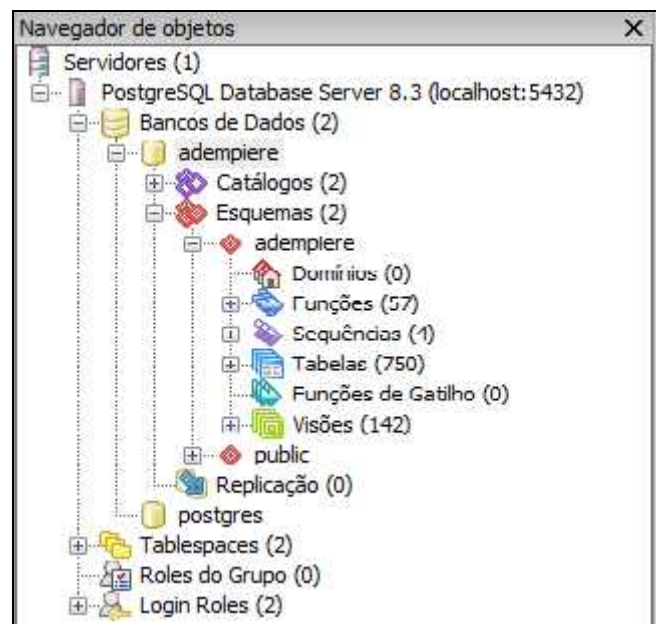 Navegador de objetos
Servidores (1)
PostgreSQL Database Server 8.3 (localhost:5432)
Bancos de Dados (2)
adempiere
Catálogos (2)
Esquemas (2)
adempiere
Domínios (0)
Funções (57)
Sequências (1)
Tabelas (750)
Funções de Gatilho (0)
Visões (142)
public
Replicação (0)
postgres
Tablespaces (2)
Roles do Grupo (0)
Login Roles (2)